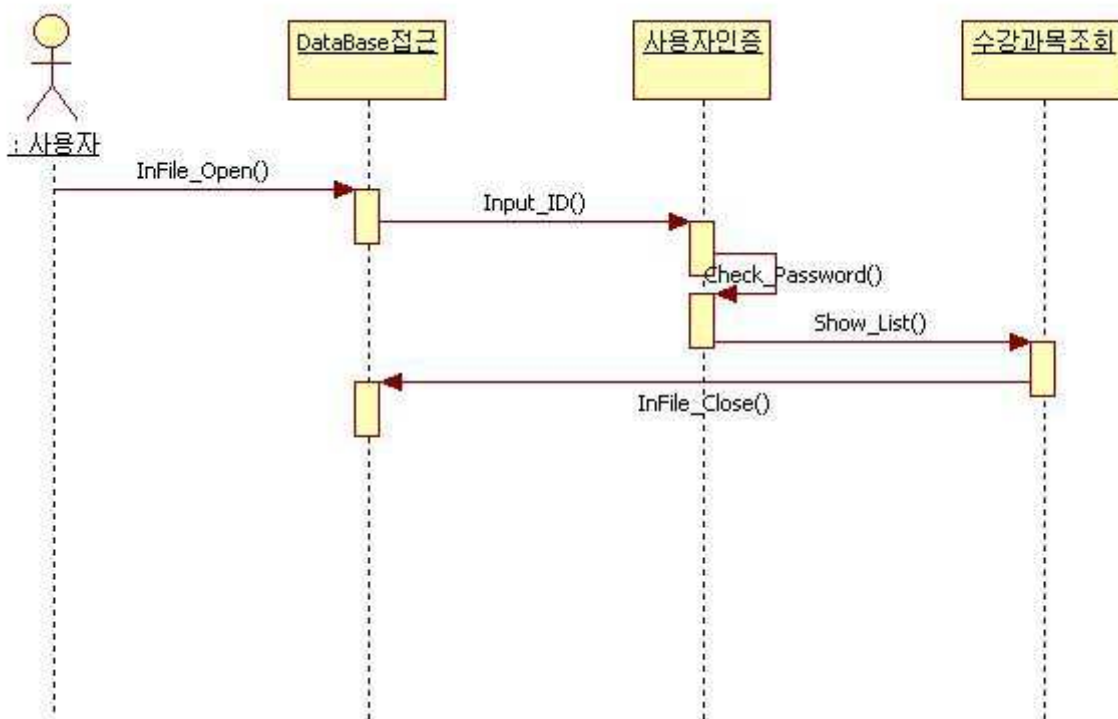 DataBase접근
사용자인증
수강과목조회
: 사용자
InFile_Open()
Input_ID()
Check_Password()
Show_List()
InFile_Close()